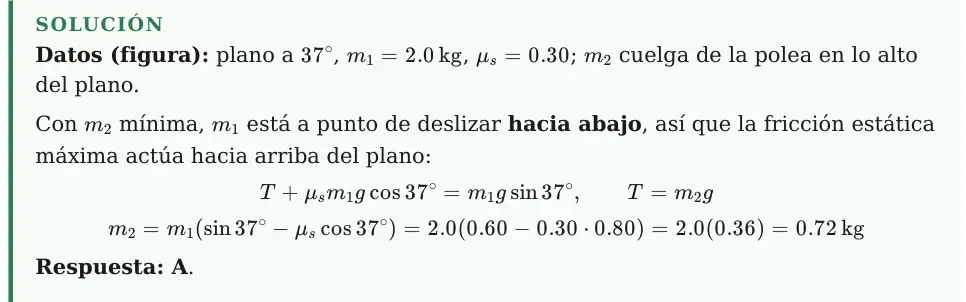 SOLUCIÓN
Datos (figura): plano a 37°, m₁ = 2.0 kg, μₛ = 0.30; m₂ cuelga de la polea en lo alto
del plano.
Con m₂ mínima, m₁ está a punto de deslizar hacia abajo, así que la fricción estática
máxima actúa hacia arriba del plano:
T + μₛm₁g cos 37° = m₁g sin 37°, T = m₂g
m₂ = m₁(sin 37° − μₛ cos 37°) = 2.0(0.60 − 0.30 · 0.80) = 2.0(0.36) = 0.72 kg
Respuesta: A.